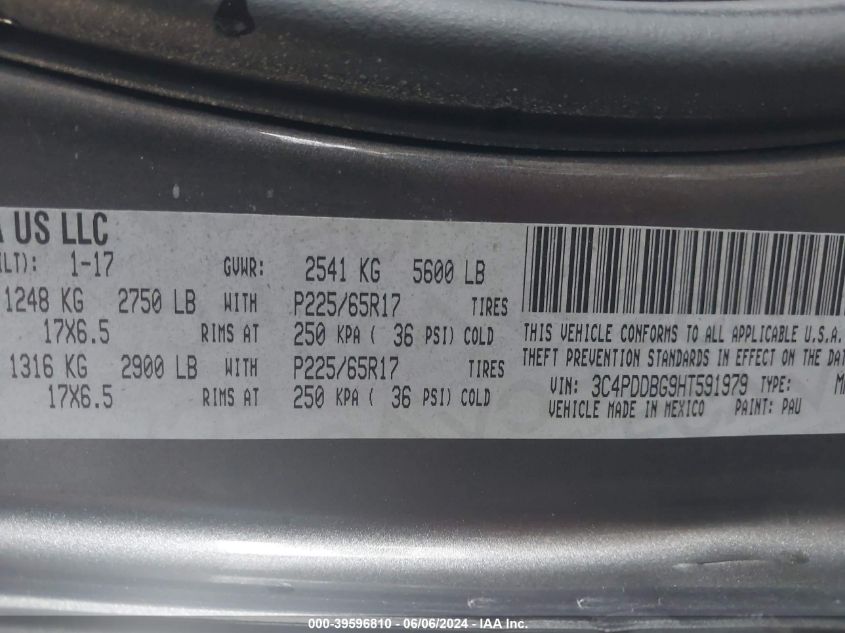 A US LLC
ILT): 1-17 GVWR: 2541 KG 5600 LB
1248 KG 2750 LB WITH P225/65R17 TIRES
17X6.5 RIMS AT 250 KPA ( 36 PSI) COLD
1316 KG 2900 LB WITH P225/65R17 TIRES
17X6.5 RIMS AT 250 KPA ( 36 PSI) COLD
THIS VEHICLE CONFORMS TO ALL APPLICABLE U.S.A.
THEFT PREVENTION STANDARDS IN EFFECT ON THE DAT
VIN: 3C4PDDBG9HT591979 TYPE: MP
VEHICLE MADE IN MEXICO PAINT: PAU
000-39596810 - 06/06/2024 - IAA Inc.